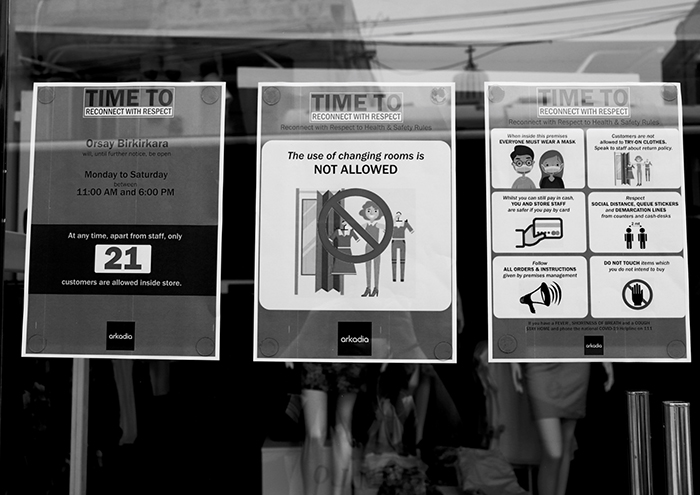 TIME TO
RECONNECT WITH RESPECT
Orsay Birkirkara
will, until further notice, be open
Monday to Saturday
between
11:00 AM and 6:00 PM
At any time, apart from staff, only
21
customers are allowed inside store.
arkadia
TIME TO
RECONNECT WITH RESPECT
Reconnect with Respect to Health & Safety Rules
The use of changing rooms is
NOT ALLOWED
arkadia
TIME TO
RECONNECT WITH RESPECT
Reconnect with Respect to Health & Safety Rules
When inside this premises
EVERYONE MUST WEAR A MASK
Customers are not
allowed to TRY-ON CLOTHES.
Speak to staff about return policy.
Whilst you can still pay in cash,
YOU AND STORE STAFF
are safer if you pay by card
Respect
SOCIAL DISTANCE, QUEUE STICKERS
and DEMARCATION LINES
from counters and cash-desks
2 mt
Follow
ALL ORDERS & INSTRUCTIONS
given by premises management
DO NOT TOUCH items which
you do not intend to buy
If you have a FEVER, SHORTNESS OF BREATH and a COUGH
STAY HOME and phone the national COVID-19 helpline on 111
arkadia